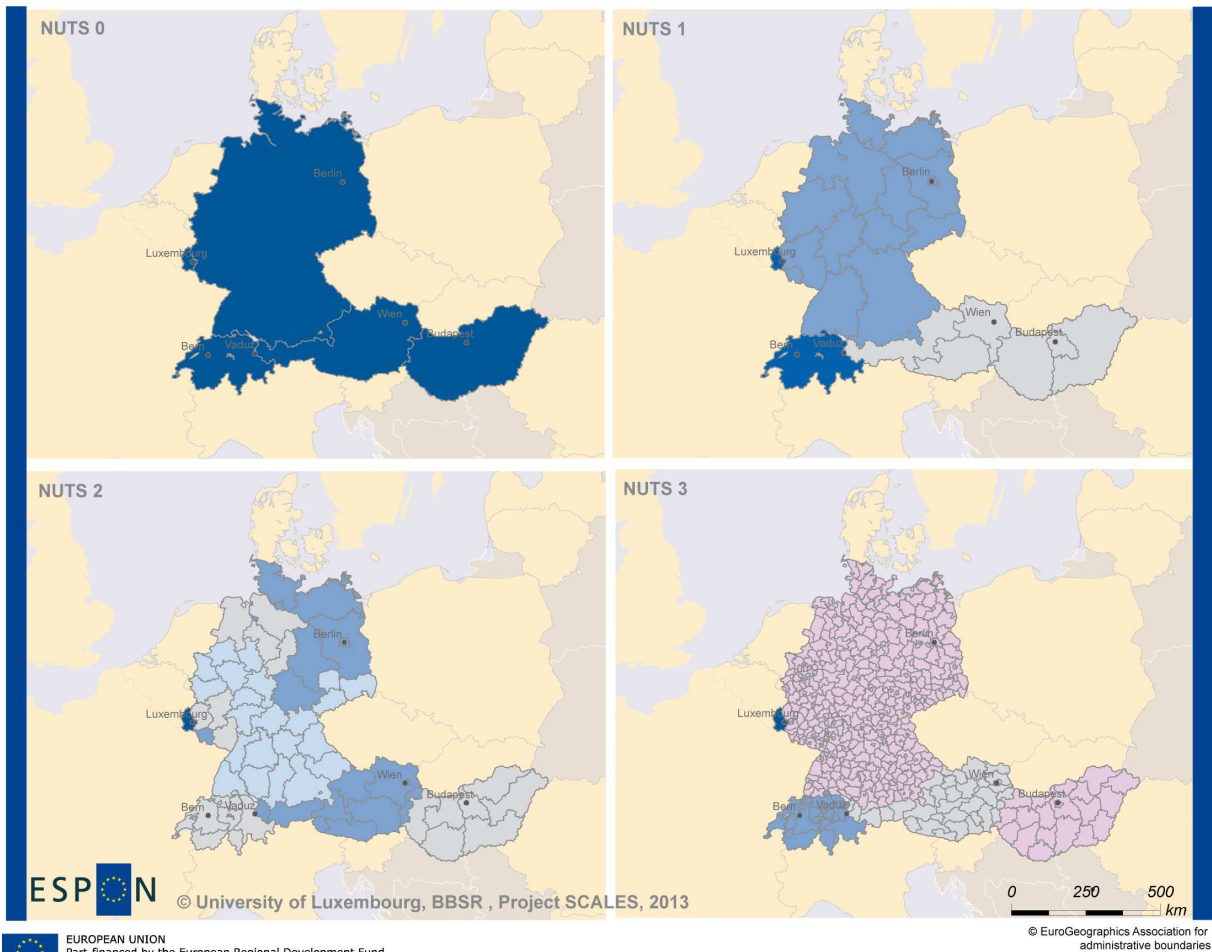 NUTS 0
Berlin
Luxembourg
Wien
Budapest
Bern
Vaduz
NUTS 1
Berlin
Luxembourg
Wien
Budapest
Bern
Vaduz
NUTS 2
Berlin
Luxembourg
Wien
Budapest
Bern
Vaduz
NUTS 3
Berlin
Luxembourg
Wien
Budapest
Bern
Vaduz
ESPON
© University of Luxembourg, BBSR , Project SCALES, 2013
0 250 500
km
EUROPEAN UNION
Part-financed by the European Regional Development Fund
© EuroGeographics Association for
administrative boundaries